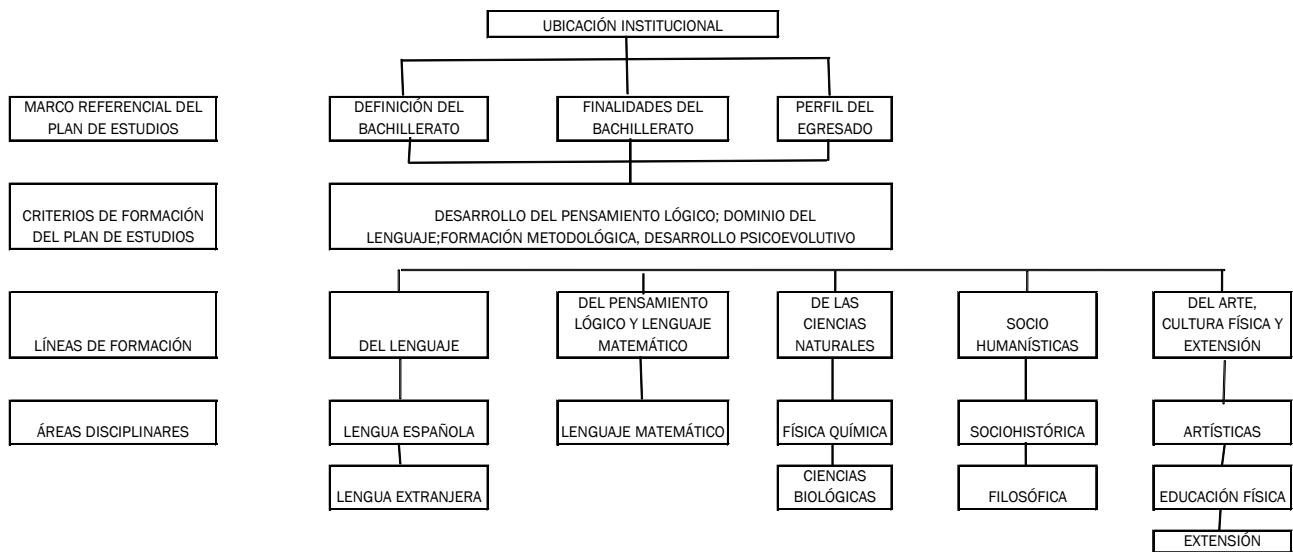 UBICACIÓN INSTITUCIONAL
MARCO REFERENCIAL DEL
PLAN DE ESTUDIOS
DEFINICIÓN DEL
BACHILLERATO
FINALIDADES DEL
BACHILLERATO
PERFIL DEL
EGRESADO
CRITERIOS DE FORMACIÓN
DEL PLAN DE ESTUDIOS
DESARROLLO DEL PENSAMIENTO LÓGICO; DOMINIO DEL
LENGUAJE;FORMACIÓN METODOLÓGICA, DESARROLLO PSICOEVOLUTIVO
LÍNEAS DE FORMACIÓN
DEL LENGUAJE
DEL PENSAMIENTO
LÓGICO Y LENGUAJE
MATEMÁTICO
DE LAS
CIENCIAS
NATURALES
SOCIO
HUMANÍSTICAS
DEL ARTE,
CULTURA FÍSICA Y
EXTENSIÓN
ÁREAS DISCIPLINARES
LENGUA ESPAÑOLA
LENGUAJE MATEMÁTICO
FÍSICA QUÍMICA
SOCIOHISTÓRICA
ARTÍSTICAS
LENGUA EXTRANJERA
CIENCIAS
BIOLÓGICAS
FILOSÓFICA
EDUCACIÓN FÍSICA
EXTENSIÓN